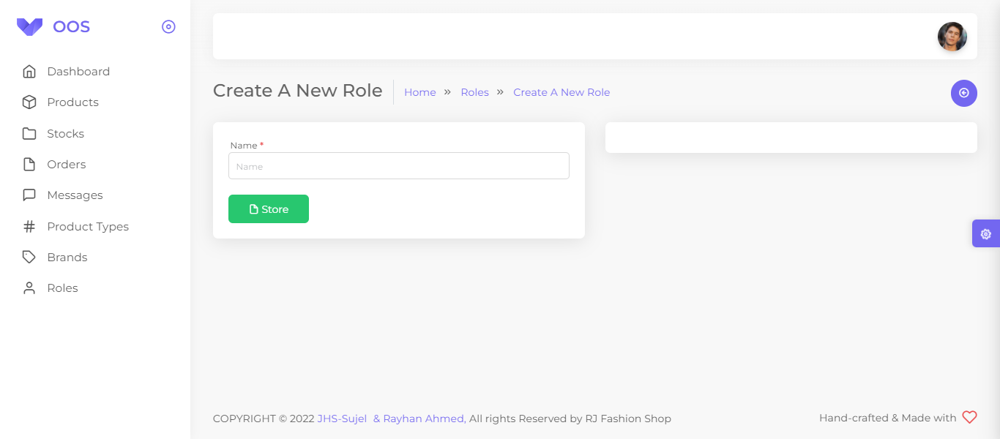 OOS
Dashboard
Products
Stocks
Orders
Messages
Product Types
Brands
Roles
Create A New Role
Home » Roles » Create A New Role
Name *
Name
Store
COPYRIGHT © 2022 JHS-Sujel & Rayhan Ahmed, All rights Reserved by RJ Fashion Shop
Hand-crafted & Made with